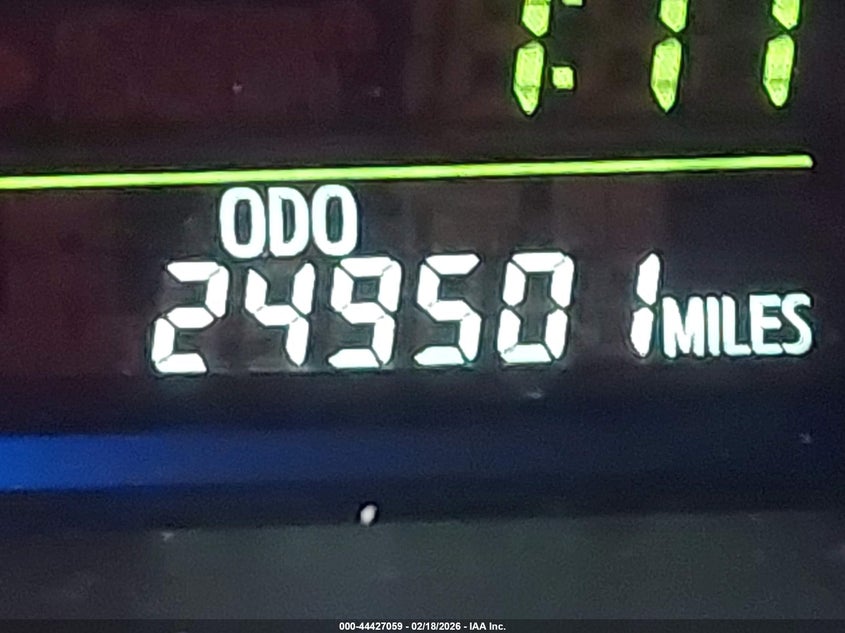 ODO
249501 MILES
000-44427059 - 02/18/2026 - IAA Inc.